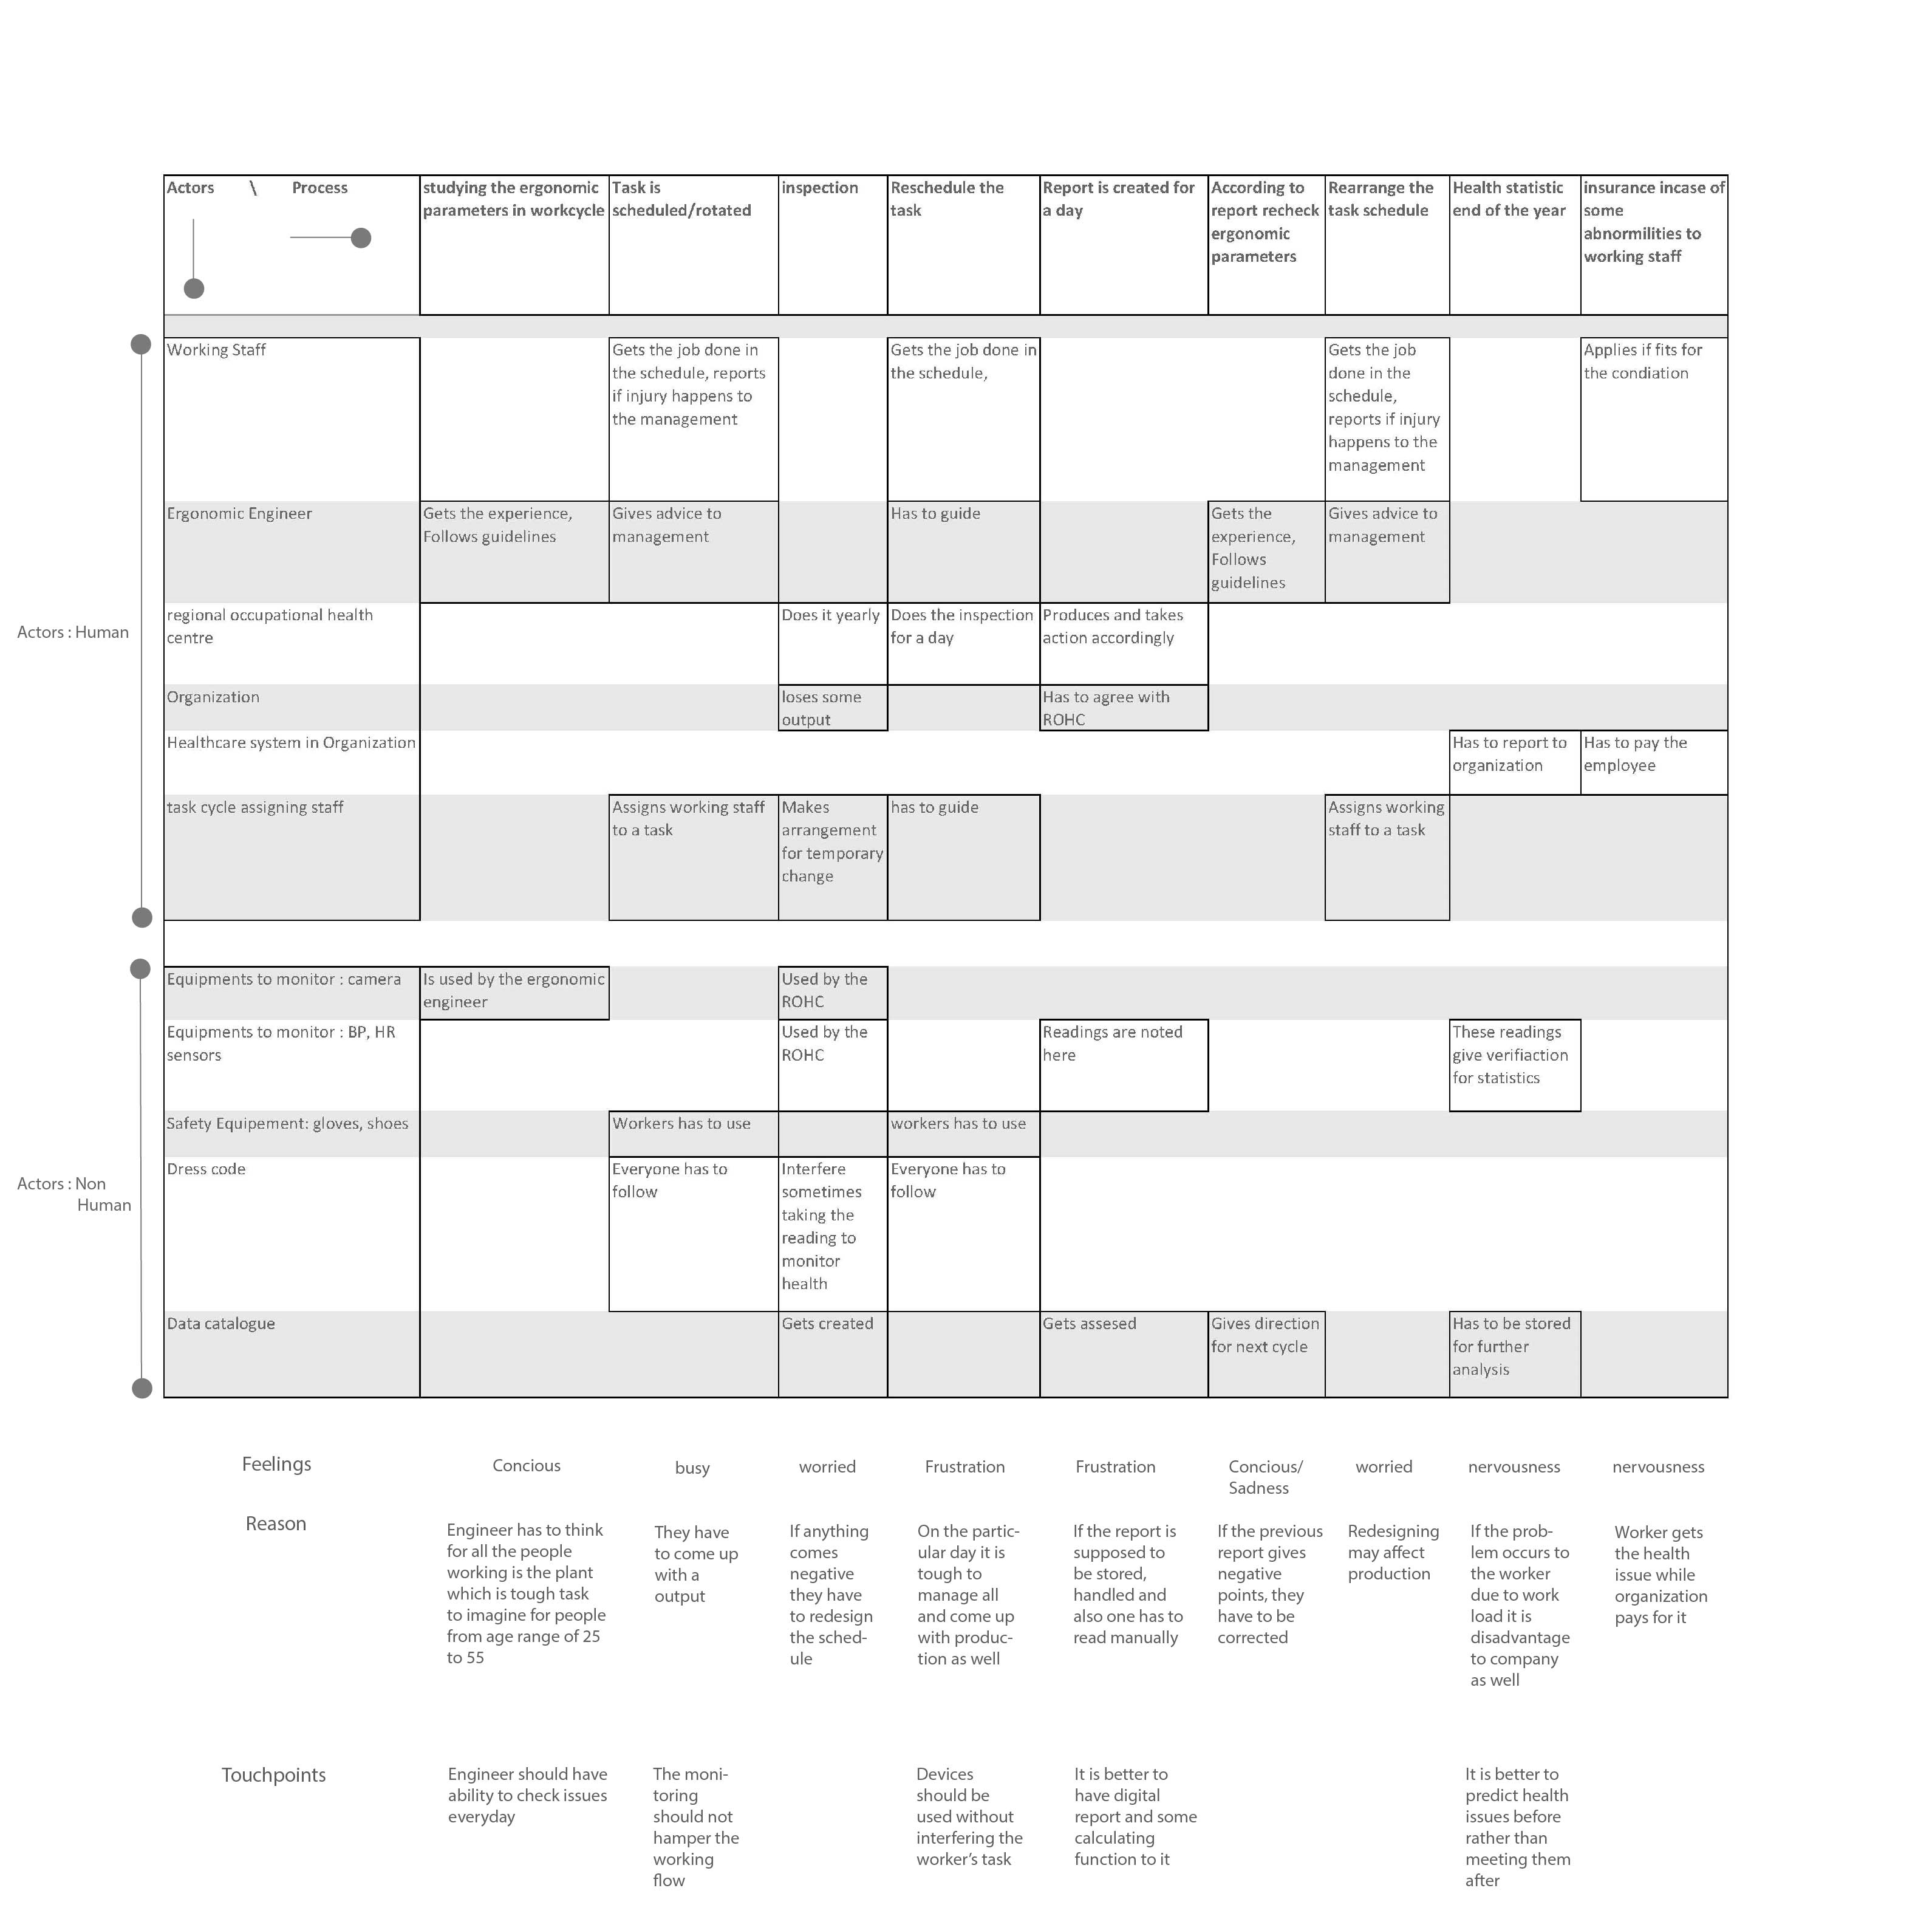 Actors \ Process
studying the ergonomic
parameters in workcycle
Task is
scheduled/rotated
inspection
Reschedule the
task
Report is created for
a day
According to
report recheck
ergonomic
parameters
Rearrange the
task schedule
Health statistic
end of the year
insurance incase of
some
abnormilities to
working staff
Actors : Human
Working Staff
Gets the job done in
the schedule, reports
if injury happens to
the management
Gets the job done in
the schedule,
Gets the job
done in the
schedule,
reports if injury
happens to the
management
Applies if fits for
the condiation
Ergonomic Engineer
Gets the experience,
Follows guidelines
Gives advice to
management
Has to guide
Gets the
experience,
Follows
guidelines
Gives advice to
management
regional occupational health
centre
Does it yearly
Does the inspection
for a day
Produces and takes
action accordingly
Organization
loses some
output
Has to agree with
ROHC
Healthcare system in Organization
Has to report to
organization
Has to pay the
employee
task cycle assigning staff
Assigns working staff
to a task
Makes
arrangement
for temporary
change
has to guide
Assigns working
staff to a task
Actors : Non
Human
Equipments to monitor : camera
Is used by the ergonomic
engineer
Used by the
ROHC
Equipments to monitor : BP, HR
sensors
Used by the
ROHC
Readings are noted
here
These readings
give verifiaction
for statistics
Safety Equipement: gloves, shoes
Workers has to use
workers has to use
Dress code
Everyone has to
follow
Interfere
sometimes
taking the
reading to
monitor
health
Everyone has to
follow
Data catalogue
Gets created
Gets assesed
Gives direction
for next cycle
Has to be stored
for further
analysis
Feelings
Concious
busy
worried
Frustration
Frustration
Concious/
Sadness
worried
nervousness
nervousness
Reason
Engineer has to think
for all the people
working is the plant
which is tough task
to imagine for people
from age range of 25
to 55
They have
to come up
with a
output
If anything
comes
negative
they have
to redesign
the sched-
ule
On the partic-
ular day it is
tough to
manage all
and come up
with produc-
tion as well
If the report is
supposed to
be stored,
handled and
also one has to
read manually
If the previous
report gives
negative
points, they
have to be
corrected
Redesigning
may affect
production
If the prob-
lem occurs to
the worker
due to work
load it is
disadvantage
to company
as well
Worker gets
the health
issue while
organization
pays for it
Touchpoints
Engineer should have
ability to check issues
everyday
The moni-
toring
should not
hamper the
working
flow
Devices
should be
used without
interfering the
worker's task
It is better to
have digital
report and some
calculating
function to it
It is better to
predict health
issues before
rather than
meeting them
after